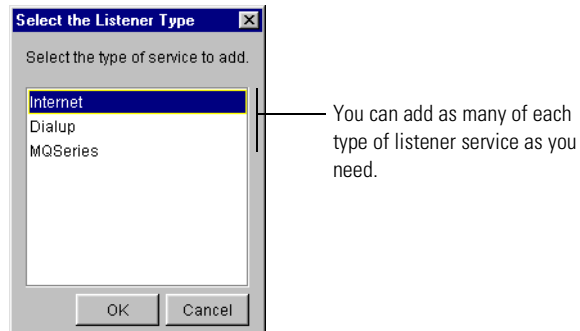 Select the Listener Type
Select the type of service to add.
Internet
Dialup
MQSeries
OK
Cancel
You can add as many of each
type of listener service as you
need.